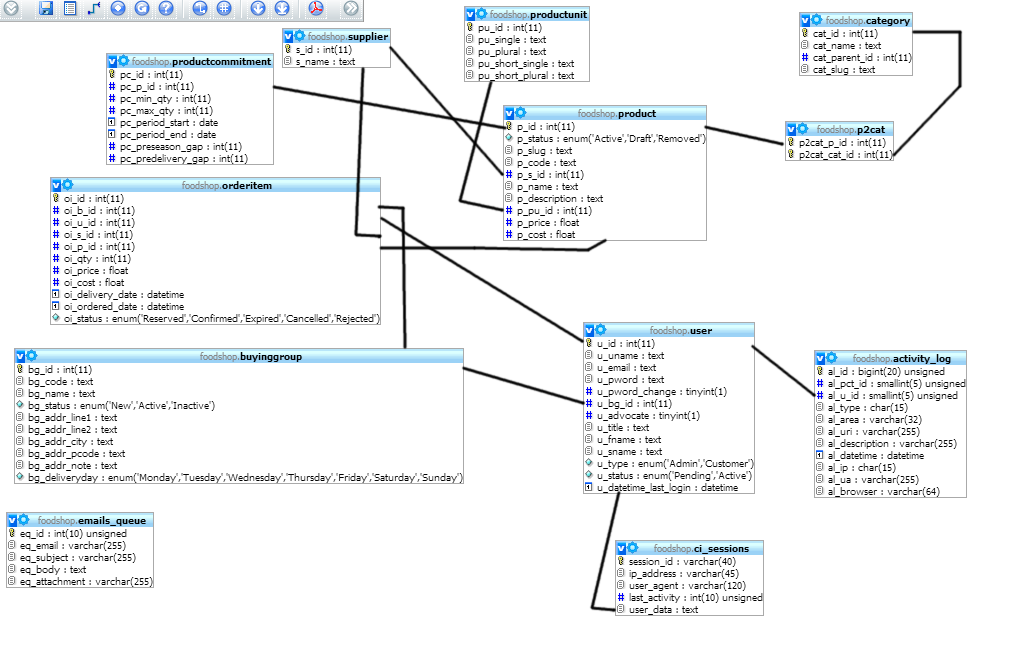 foodshop.supplier
s_id : int(11)
s_name : text
foodshop.productunit
pu_id : int(11)
pu_single : text
pu_plural : text
pu_short_single : text
pu_short_plural : text
foodshop.category
cat_id : int(11)
cat_name : text
cat_parent_id : int(11)
cat_slug : text
foodshop.productcommitment
pc_id : int(11)
pc_p_id : int(11)
pc_min_qty : int(11)
pc_max_qty : int(11)
pc_period_start : date
pc_period_end : date
pc_preseason_gap : int(11)
pc_predelivery_gap : int(11)
foodshop.product
p_id : int(11)
p_status : enum('Active','Draft','Removed')
p_slug : text
p_code : text
p_s_id : int(11)
p_name : text
p_description : text
p_pu_id : int(11)
p_price : float
p_cost : float
foodshop.p2cat
p2cat_p_id : int(11)
p2cat_cat_id : int(11)
foodshop.orderitem
oi_id : int(11)
oi_b_id : int(11)
oi_u_id : int(11)
oi_s_id : int(11)
oi_p_id : int(11)
oi_qty : int(11)
oi_price : float
oi_cost : float
oi_delivery_date : datetime
oi_ordered_date : datetime
oi_status : enum('Reserved','Confirmed','Expired','Cancelled','Rejected')
foodshop.user
u_id : int(11)
u_uname : text
u_email : text
u_pword : text
u_pword_change : tinyint(1)
u_bg_id : int(11)
u_advocate : tinyint(1)
u_title : text
u_fname : text
u_sname : text
u_type : enum('Admin','Customer')
u_status : enum('Pending','Active')
u_datetime_last_login : datetime
foodshop.buyinggroup
bg_id : int(11)
bg_code : text
bg_name : text
bg_status : enum('New','Active','Inactive')
bg_addr_line1 : text
bg_addr_line2 : text
bg_addr_city : text
bg_addr_pcode : text
bg_addr_note : text
bg_deliveryday : enum('Monday','Tuesday','Wednesday','Thursday','Friday','Saturday','Sunday')
foodshop.activity_log
al_id : bigint(20) unsigned
al_pct_id : smallint(5) unsigned
al_u_id : smallint(5) unsigned
al_type : char(15)
al_area : varchar(32)
al_uri : varchar(255)
al_description : varchar(255)
al_datetime : datetime
al_ip : char(15)
al_ua : varchar(255)
al_browser : varchar(64)
foodshop.emails_queue
eq_id : int(10) unsigned
eq_email : varchar(255)
eq_subject : varchar(255)
eq_body : text
eq_attachment : varchar(255)
foodshop.ci_sessions
session_id : varchar(40)
ip_address : varchar(45)
user_agent : varchar(120)
last_activity : int(10) unsigned
user_data : text